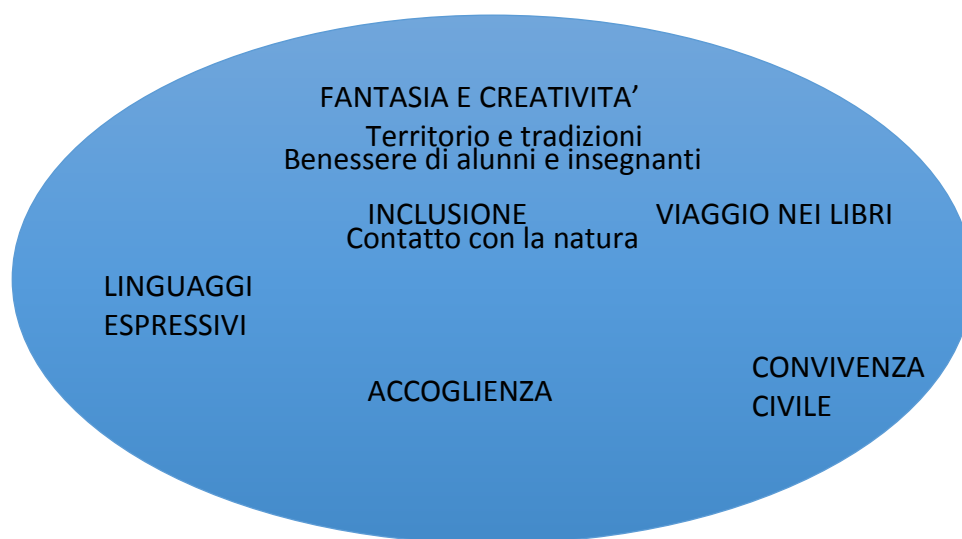 FANTASIA E CREATIVITA’
Territorio e tradizioni
Benessere di alunni e insegnanti
INCLUSIONE
VIAGGIO NEI LIBRI
Contatto con la natura
LINGUAGGI
ESPRESSIVI
ACCOGLIENZA
CONVIVENZA
CIVILE